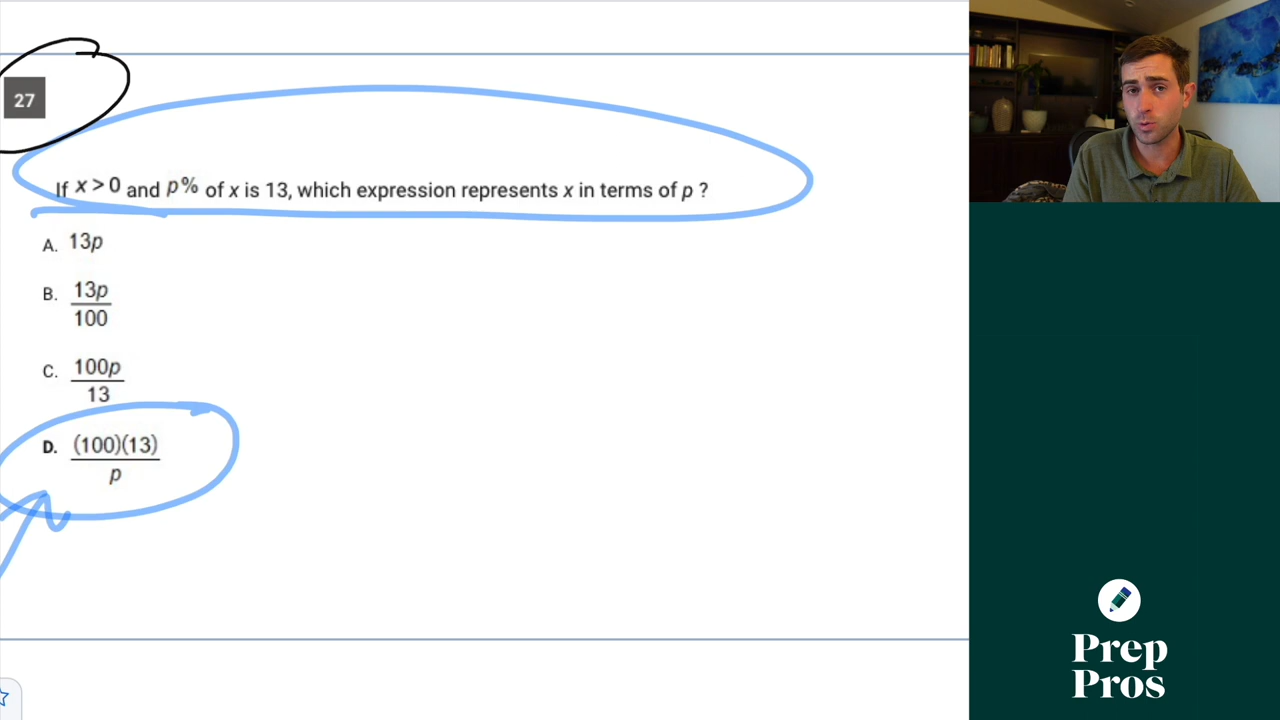 27
If x > 0 and p% of x is 13, which expression represents x in terms of p ?
A. 13p
B. 13p
100
C. 100p
13
D. (100)(13)
p
Prep
Pros